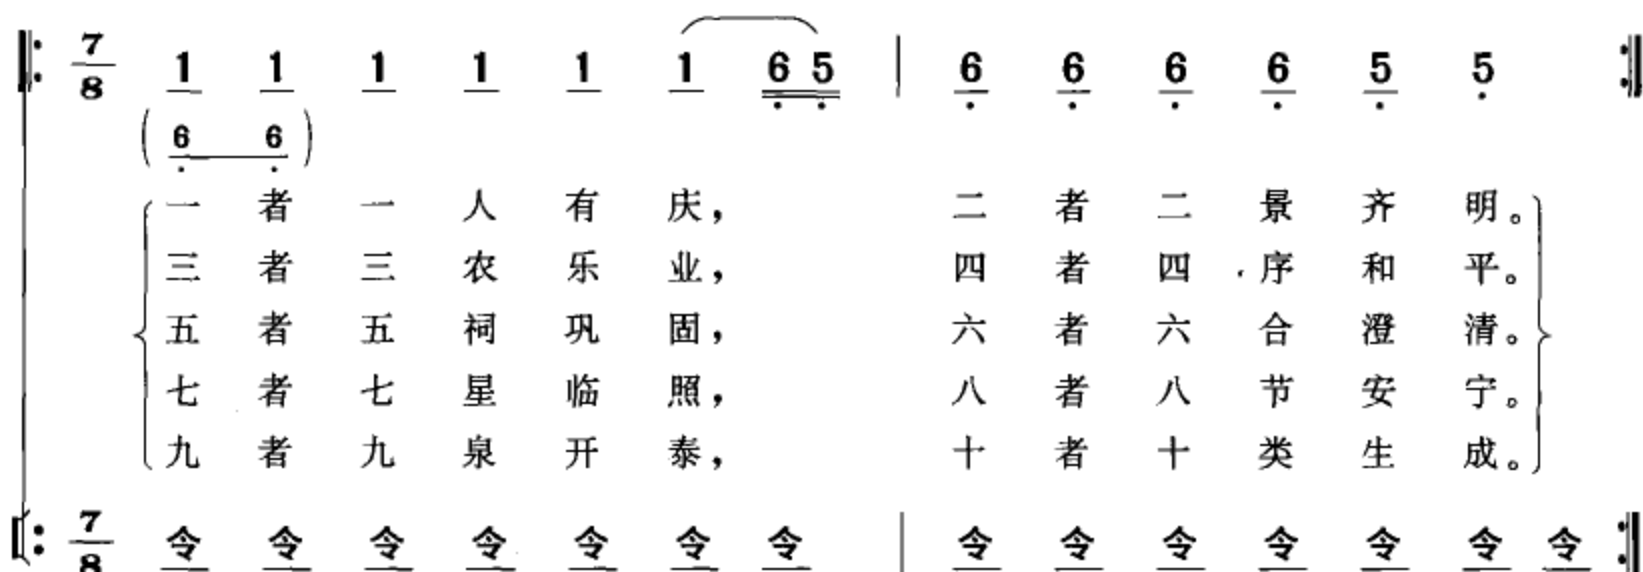 7/8 1 1 1 1 1 1 6 5 6 6 6 6 5 5
(6 6)
一者一人有庆， 二者二景齐明。
三者三农乐业， 四者四序和平。
五者五祠巩固， 六者六合澄清。
七者七星临照， 八者八节安宁。
九者九泉开泰， 十者十类生成。
7/8 令 令 令 令 令 令 令 令 令 令 令 令 令 令